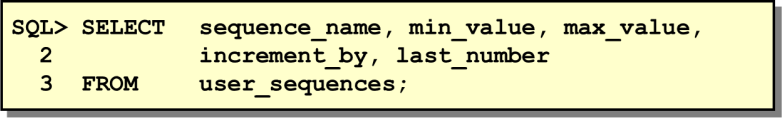 SQL> SELECT   sequence_name, min_value, max_value,
  2           increment_by, last_number
  3  FROM     user_sequences;